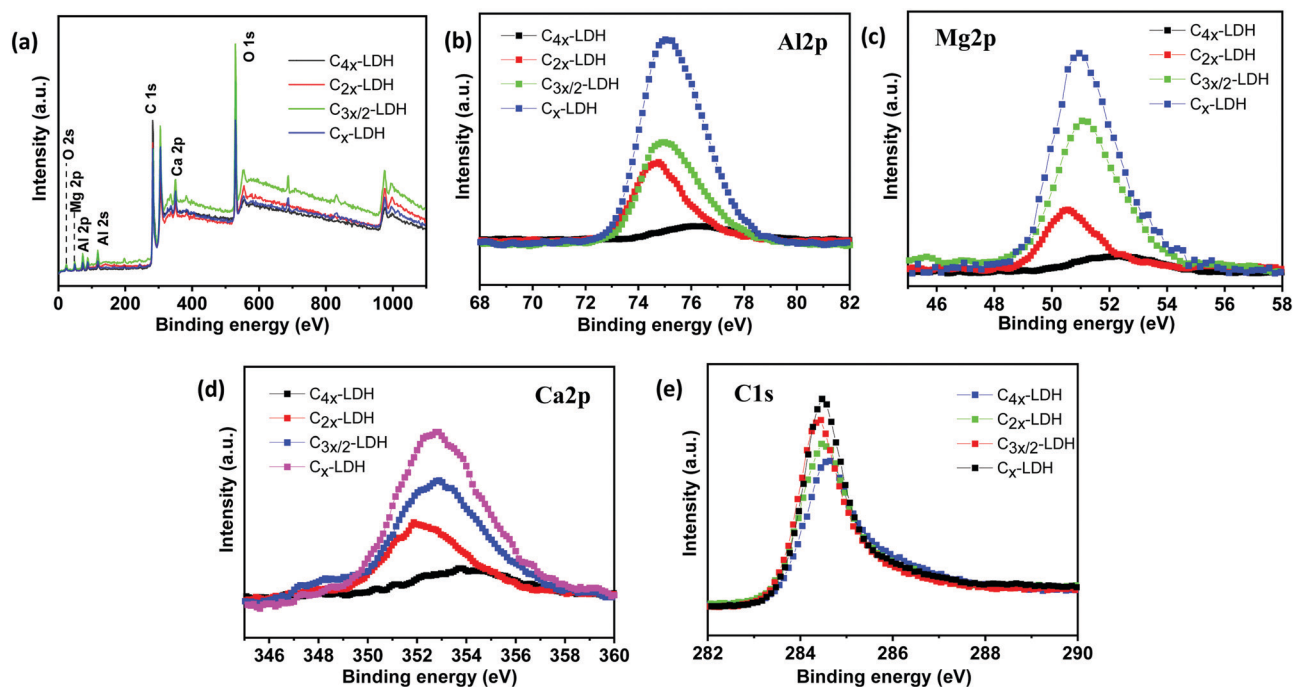 (a)
C4x-LDH
C2x-LDH
C3x/2-LDH
Cx-LDH
O 2s
Mg 2p
Al 2p
Al 2s
C 1s
Ca 2p
O 1s
Intensity (a.u.)
0 200 400 600 800 1000
Binding energy (eV)
(b)
Al2p
C4x-LDH
C2x-LDH
C3x/2-LDH
Cx-LDH
Intensity (a.u.)
68 70 72 74 76 78 80 82
Binding energy (eV)
(c)
Mg2p
C4x-LDH
C2x-LDH
C3x/2-LDH
Cx-LDH
Intensity (a.u.)
46 48 50 52 54 56 58
Binding energy (eV)
(d)
Ca2p
C4x-LDH
C2x-LDH
C3x/2-LDH
Cx-LDH
Intensity (a.u.)
346 348 350 352 354 356 358 360
Binding energy (eV)
(e)
C1s
C4x-LDH
C2x-LDH
C3x/2-LDH
Cx-LDH
Intensity (a.u.)
282 284 286 288 290
Binding energy (eV)